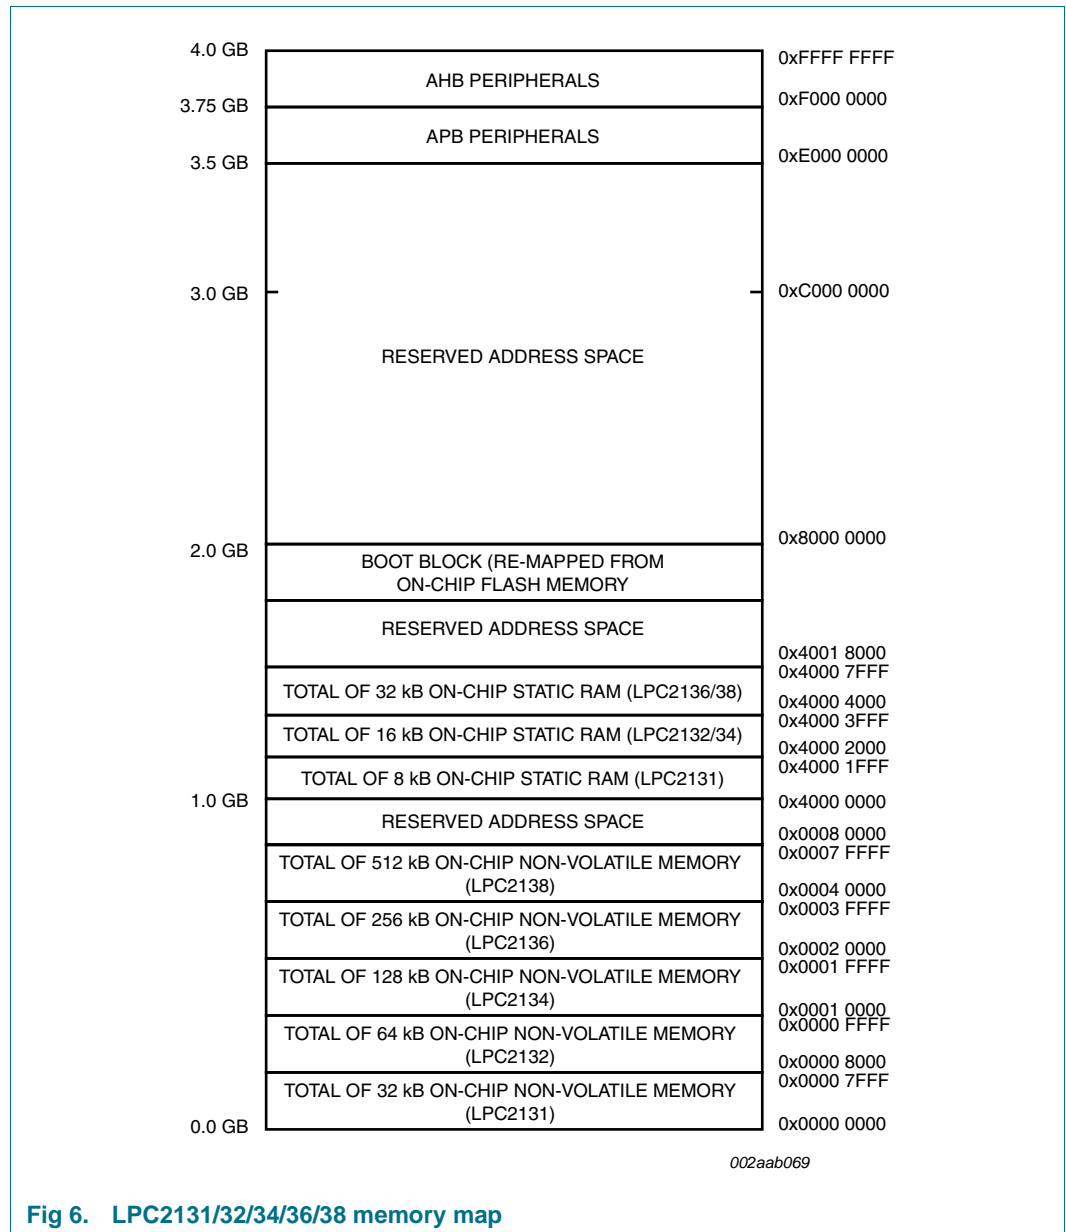 4.0 GB
AHB PERIPHERALS
0xFFFF FFFF
3.75 GB
0xF000 0000
APB PERIPHERALS
3.5 GB
0xE000 0000
3.0 GB
0xC000 0000
RESERVED ADDRESS SPACE
2.0 GB
0x8000 0000
BOOT BLOCK (RE-MAPPED FROM
ON-CHIP FLASH MEMORY
RESERVED ADDRESS SPACE
0x4001 8000
0x4000 7FFF
TOTAL OF 32 kB ON-CHIP STATIC RAM (LPC2136/38)
0x4000 4000
0x4000 3FFF
TOTAL OF 16 kB ON-CHIP STATIC RAM (LPC2132/34)
0x4000 2000
0x4000 1FFF
TOTAL OF 8 kB ON-CHIP STATIC RAM (LPC2131)
1.0 GB
0x4000 0000
RESERVED ADDRESS SPACE
0x0008 0000
0x0007 FFFF
TOTAL OF 512 kB ON-CHIP NON-VOLATILE MEMORY
(LPC2138)
0x0004 0000
0x0003 FFFF
TOTAL OF 256 kB ON-CHIP NON-VOLATILE MEMORY
(LPC2136)
0x0002 0000
0x0001 FFFF
TOTAL OF 128 kB ON-CHIP NON-VOLATILE MEMORY
(LPC2134)
0x0001 0000
0x0000 FFFF
TOTAL OF 64 kB ON-CHIP NON-VOLATILE MEMORY
(LPC2132)
0x0000 8000
0x0000 7FFF
TOTAL OF 32 kB ON-CHIP NON-VOLATILE MEMORY
(LPC2131)
0.0 GB
0x0000 0000
002aab069
Fig 6. LPC2131/32/34/36/38 memory map